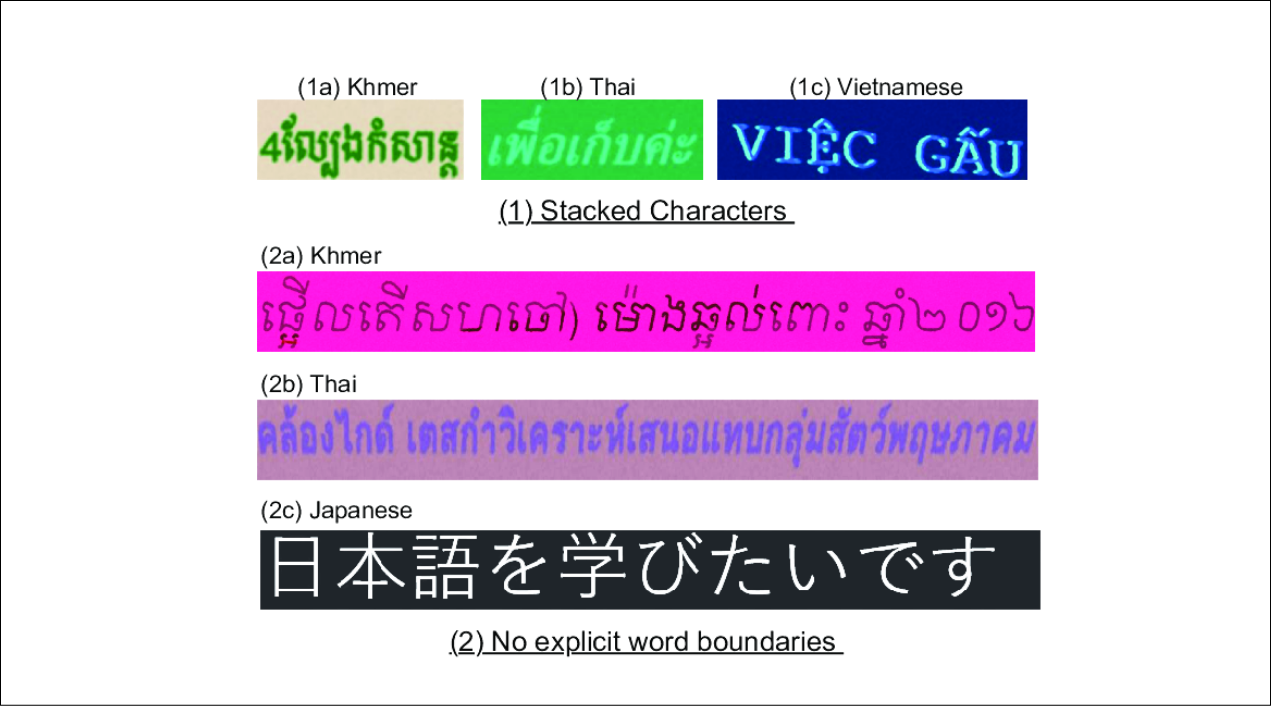 (1a) Khmer (1b) Thai (1c) Vietnamese
4ល្បែងកំសាន្ត เพื่อเก็บค่ะ VIỆC GẤU
(1) Stacked Characters
(2a) Khmer
ផ្អើលតើសហចៅ) ម៉ោងឆ្អល់ពោះ ឆ្នាំ២ ០១៦
(2b) Thai
คล้องไกด์ เตสกำวิเคราะห์เสนอแทบกลุ่มสัตว์พฤษภาคม
(2c) Japanese
日本語を学びたいです
(2) No explicit word boundaries